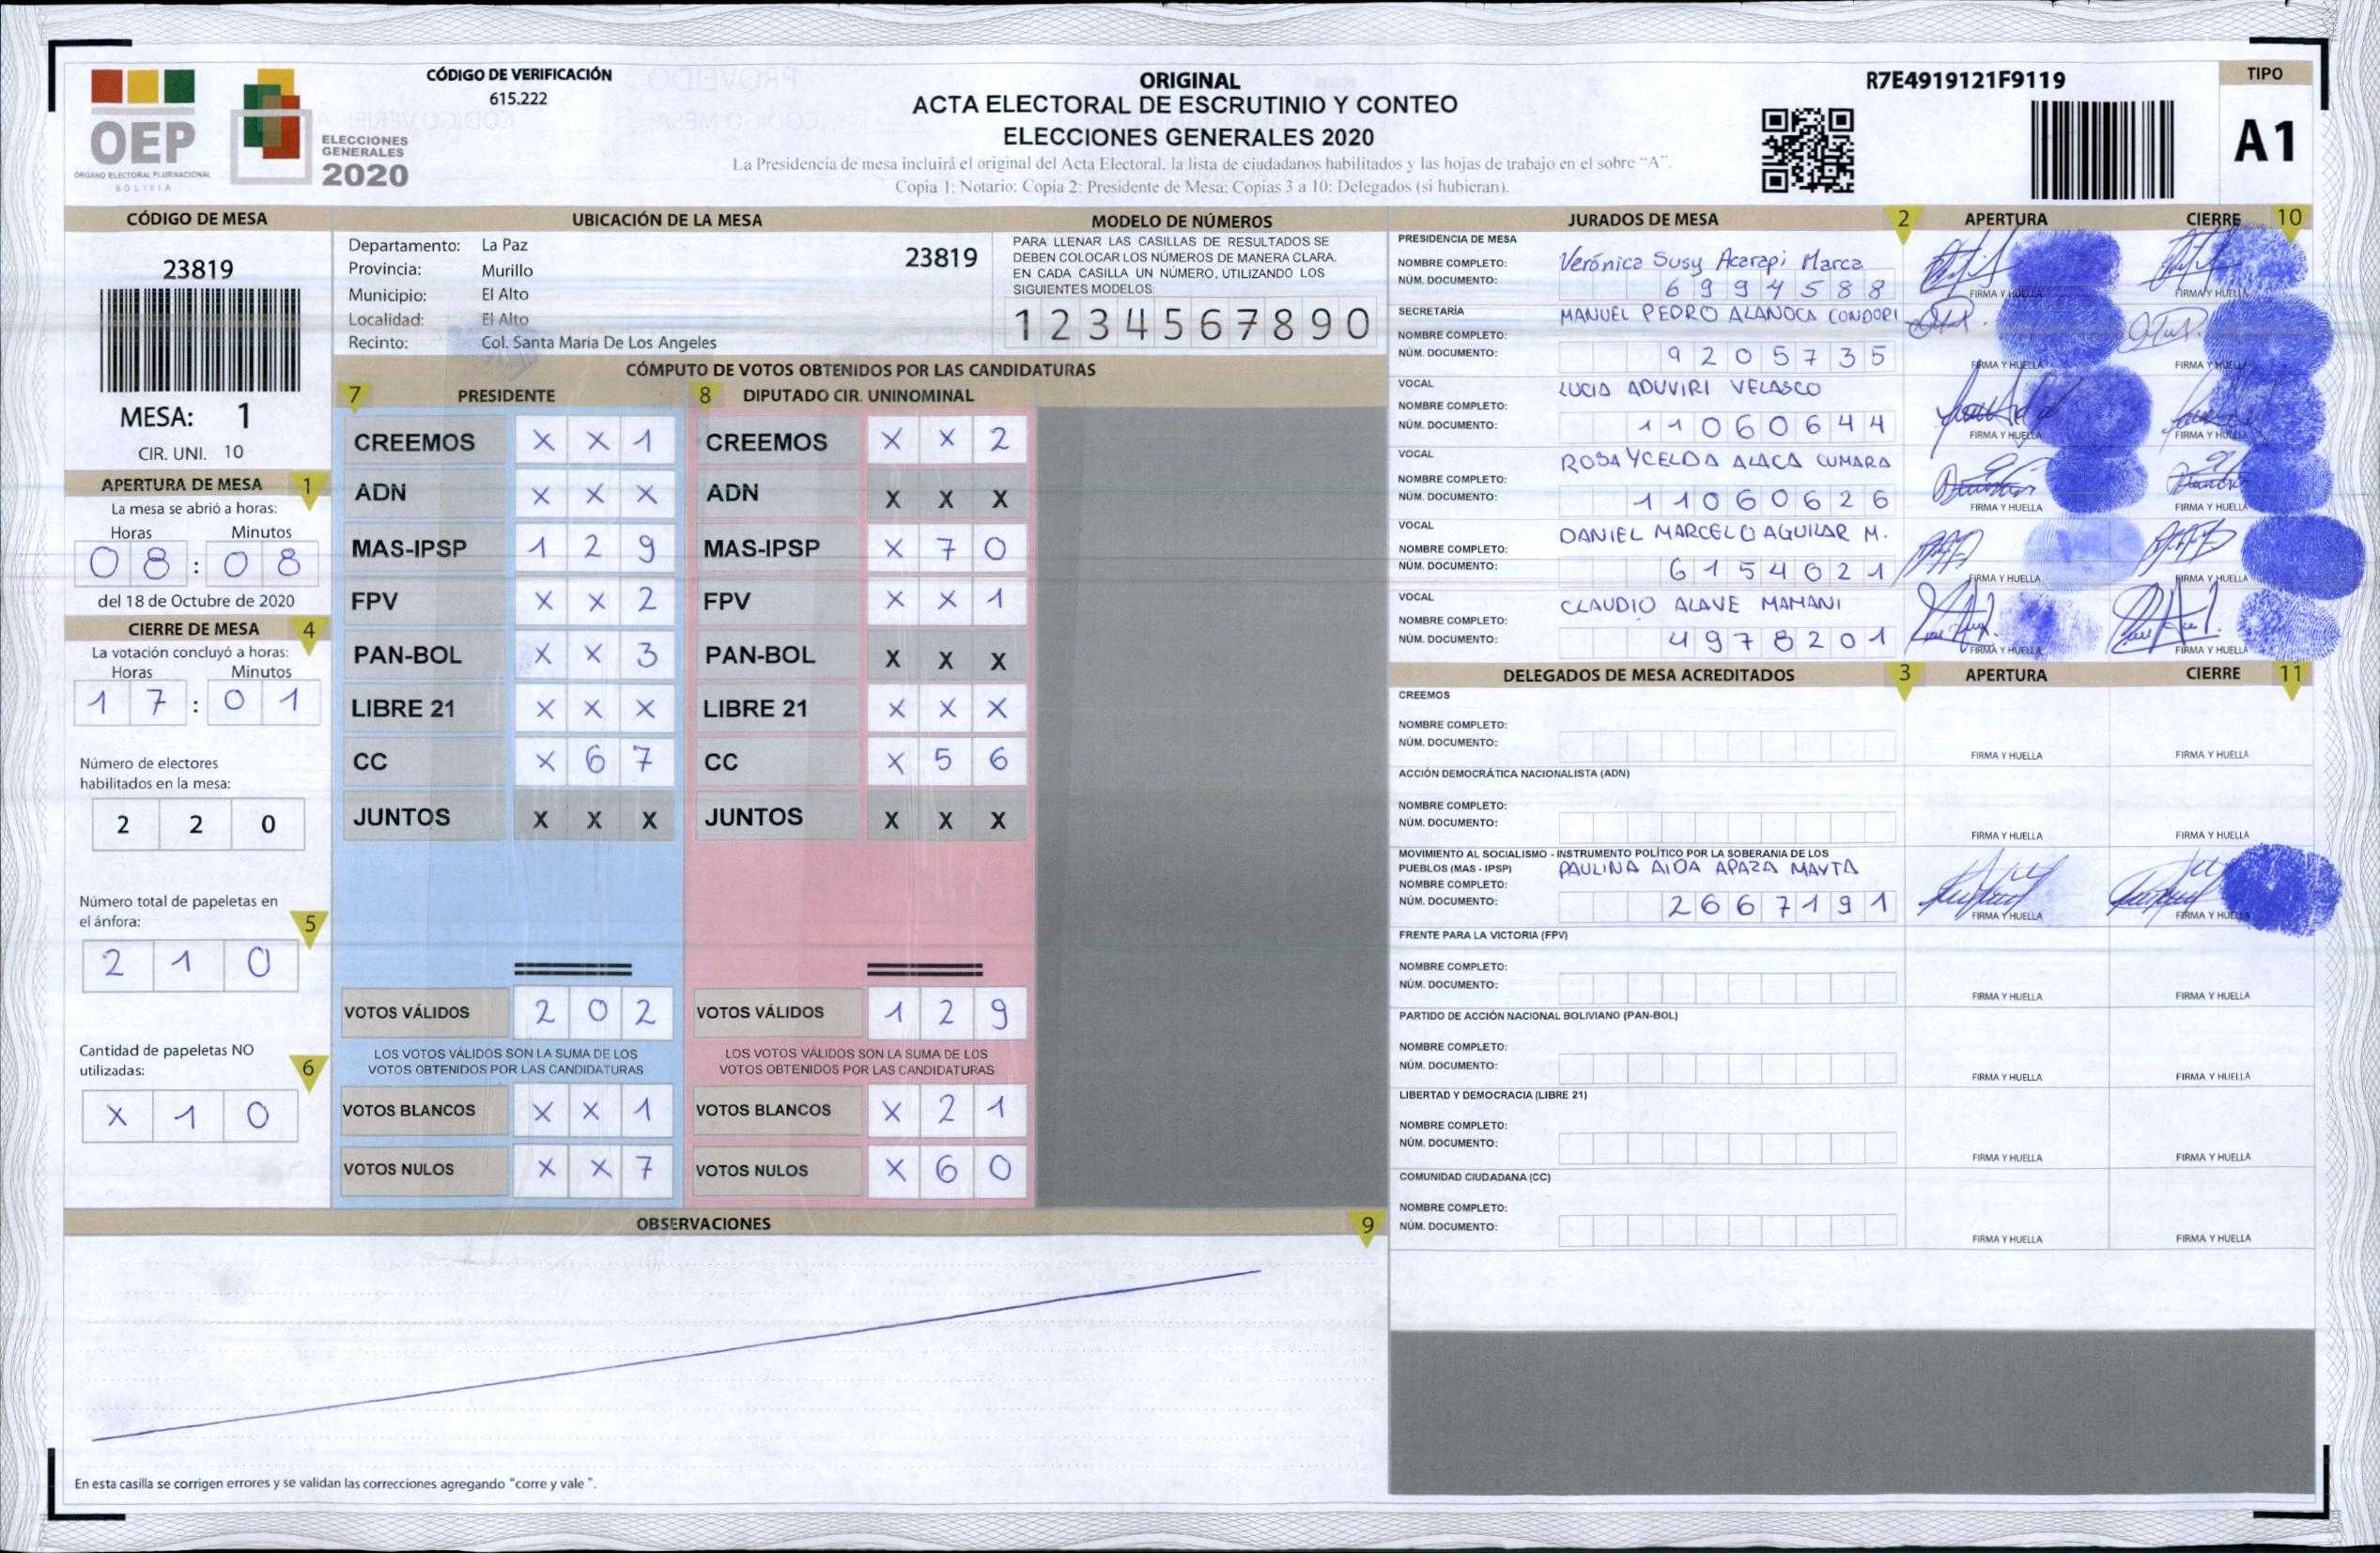 OEP
ÓRGANO ELECTORAL PLURINACIONAL
BOLIVIA
ELECCIONES
GENERALES
2020
CÓDIGO DE VERIFICACIÓN
615.222
ORIGINAL
ACTA ELECTORAL DE ESCRUTINIO Y CONTEO
ELECCIONES GENERALES 2020
La Presidencia de mesa incluirá el original del Acta Electoral, la lista de ciudadanos habilitados y las hojas de trabajo en el sobre "A".
Copia 1: Notario; Copia 2: Presidente de Mesa; Copias 3 a 10: Delegados (si hubieran).
R7E4919121F9119
TIPO
A1
CÓDIGO DE MESA
23819
MESA: 1
CIR. UNI. 10
APERTURA DE MESA 1
La mesa se abrió a horas:
Horas Minutos
08 : 08
del 18 de Octubre de 2020
CIERRE DE MESA 4
La votación concluyó a horas:
Horas Minutos
17 : 01
Número de electores
habilitados en la mesa:
2 2 0
Número total de papeletas en
el ánfora: 5
2 1 0
Cantidad de papeletas NO
utilizadas: 6
X 1 0
UBICACIÓN DE LA MESA
Departamento: La Paz 23819
Provincia: Murillo
Municipio: El Alto
Localidad: El Alto
Recinto: Col. Santa Maria De Los Angeles
MODELO DE NÚMEROS
PARA LLENAR LAS CASILLAS DE RESULTADOS SE
DEBEN COLOCAR LOS NÚMEROS DE MANERA CLARA.
EN CADA CASILLA UN NÚMERO, UTILIZANDO LOS
SIGUIENTES MODELOS:
1 2 3 4 5 6 7 8 9 0
CÓMPUTO DE VOTOS OBTENIDOS POR LAS CANDIDATURAS
7 PRESIDENTE 8 DIPUTADO CIR. UNINOMINAL
CREEMOS X X 1 CREEMOS X X 2
ADN X X X ADN X X X
MAS-IPSP 1 2 9 MAS-IPSP X 7 0
FPV X X 2 FPV X X 1
PAN-BOL X X 3 PAN-BOL X X X
LIBRE 21 X X X LIBRE 21 X X X
CC X 6 7 CC X 5 6
JUNTOS X X X JUNTOS X X X
VOTOS VÁLIDOS 2 0 2 VOTOS VÁLIDOS 1 2 9
LOS VOTOS VÁLIDOS SON LA SUMA DE LOS LOS VOTOS VÁLIDOS SON LA SUMA DE LOS
VOTOS OBTENIDOS POR LAS CANDIDATURAS VOTOS OBTENIDOS POR LAS CANDIDATURAS
VOTOS BLANCOS X X 1 VOTOS BLANCOS X 2 1
VOTOS NULOS X X 7 VOTOS NULOS X 6 0
OBSERVACIONES 9
En esta casilla se corrigen errores y se validan las correcciones agregando "corre y vale ".
JURADOS DE MESA 2 APERTURA CIERRE 10
PRESIDENCIA DE MESA
NOMBRE COMPLETO: Verónica Susy Acarapi Marca
NÚM. DOCUMENTO: 6994588
FIRMA Y HUELLA FIRMA Y HUELLA
SECRETARÍA
NOMBRE COMPLETO: MANUEL PEDRO ALANOCA CONDORI
NÚM. DOCUMENTO: 9205735
FIRMA Y HUELLA FIRMA Y HUELLA
VOCAL
NOMBRE COMPLETO: LUCIA ADUVIRI VELASCO
NÚM. DOCUMENTO: 11060644
FIRMA Y HUELLA FIRMA Y HUELLA
VOCAL
NOMBRE COMPLETO: ROSA YCELDA ALACA CUMARA
NÚM. DOCUMENTO: 11060626
FIRMA Y HUELLA FIRMA Y HUELLA
VOCAL
NOMBRE COMPLETO: DANIEL MARCELO AGUILAR M.
NÚM. DOCUMENTO: 6154021
FIRMA Y HUELLA FIRMA Y HUELLA
VOCAL
NOMBRE COMPLETO: CLAUDIO ALAVE MAMANI
NÚM. DOCUMENTO: 4978201
FIRMA Y HUELLA FIRMA Y HUELLA
DELEGADOS DE MESA ACREDITADOS 3 APERTURA CIERRE 11
CREEMOS
NOMBRE COMPLETO:
NÚM. DOCUMENTO:
FIRMA Y HUELLA FIRMA Y HUELLA
ACCIÓN DEMOCRÁTICA NACIONALISTA (ADN)
NOMBRE COMPLETO:
NÚM. DOCUMENTO:
FIRMA Y HUELLA FIRMA Y HUELLA
MOVIMIENTO AL SOCIALISMO - INSTRUMENTO POLÍTICO POR LA SOBERANIA DE LOS
PUEBLOS (MAS - IPSP) PAULINA AIDA APAZA MAYTA
NOMBRE COMPLETO:
NÚM. DOCUMENTO: 2667191
FIRMA Y HUELLA FIRMA Y HUELLA
FRENTE PARA LA VICTORIA (FPV)
NOMBRE COMPLETO:
NÚM. DOCUMENTO:
FIRMA Y HUELLA FIRMA Y HUELLA
PARTIDO DE ACCIÓN NACIONAL BOLIVIANO (PAN-BOL)
NOMBRE COMPLETO:
NÚM. DOCUMENTO:
FIRMA Y HUELLA FIRMA Y HUELLA
LIBERTAD Y DEMOCRACIA (LIBRE 21)
NOMBRE COMPLETO:
NÚM. DOCUMENTO:
FIRMA Y HUELLA FIRMA Y HUELLA
COMUNIDAD CIUDADANA (CC)
NOMBRE COMPLETO:
NÚM. DOCUMENTO:
FIRMA Y HUELLA FIRMA Y HUELLA